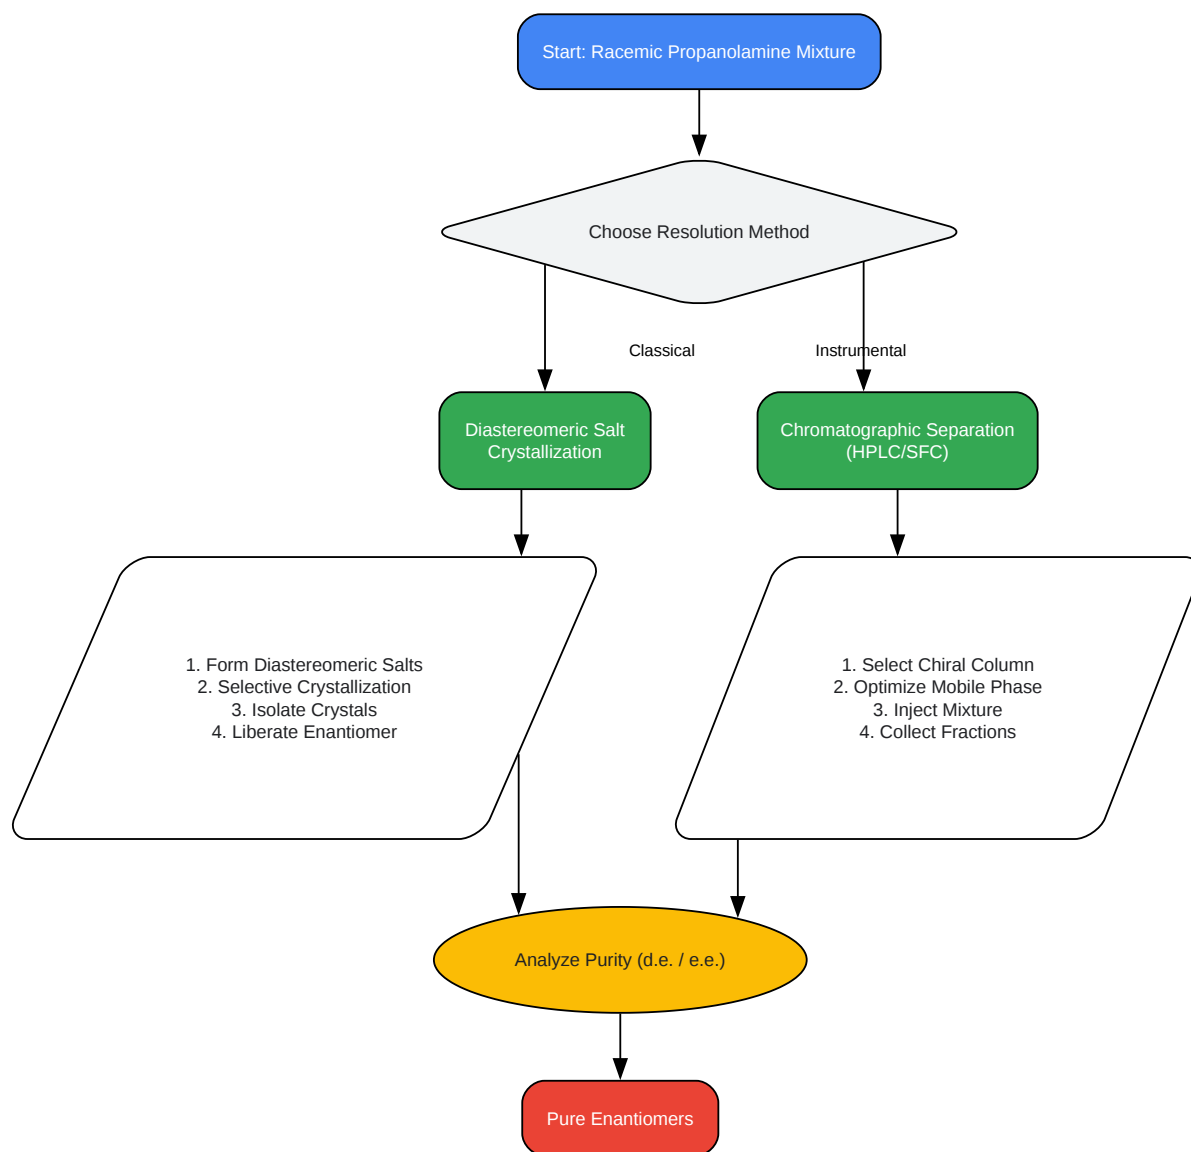 Start: Racemic Propanolamine Mixture
Choose Resolution Method
Classical
Instrumental
Diastereomeric Salt
Crystallization
Chromatographic Separation
(HPLC/SFC)
1. Form Diastereomeric Salts
2. Selective Crystallization
3. Isolate Crystals
4. Liberate Enantiomer
1. Select Chiral Column
2. Optimize Mobile Phase
3. Inject Mixture
4. Collect Fractions
Analyze Purity (d.e. / e.e.)
Pure Enantiomers